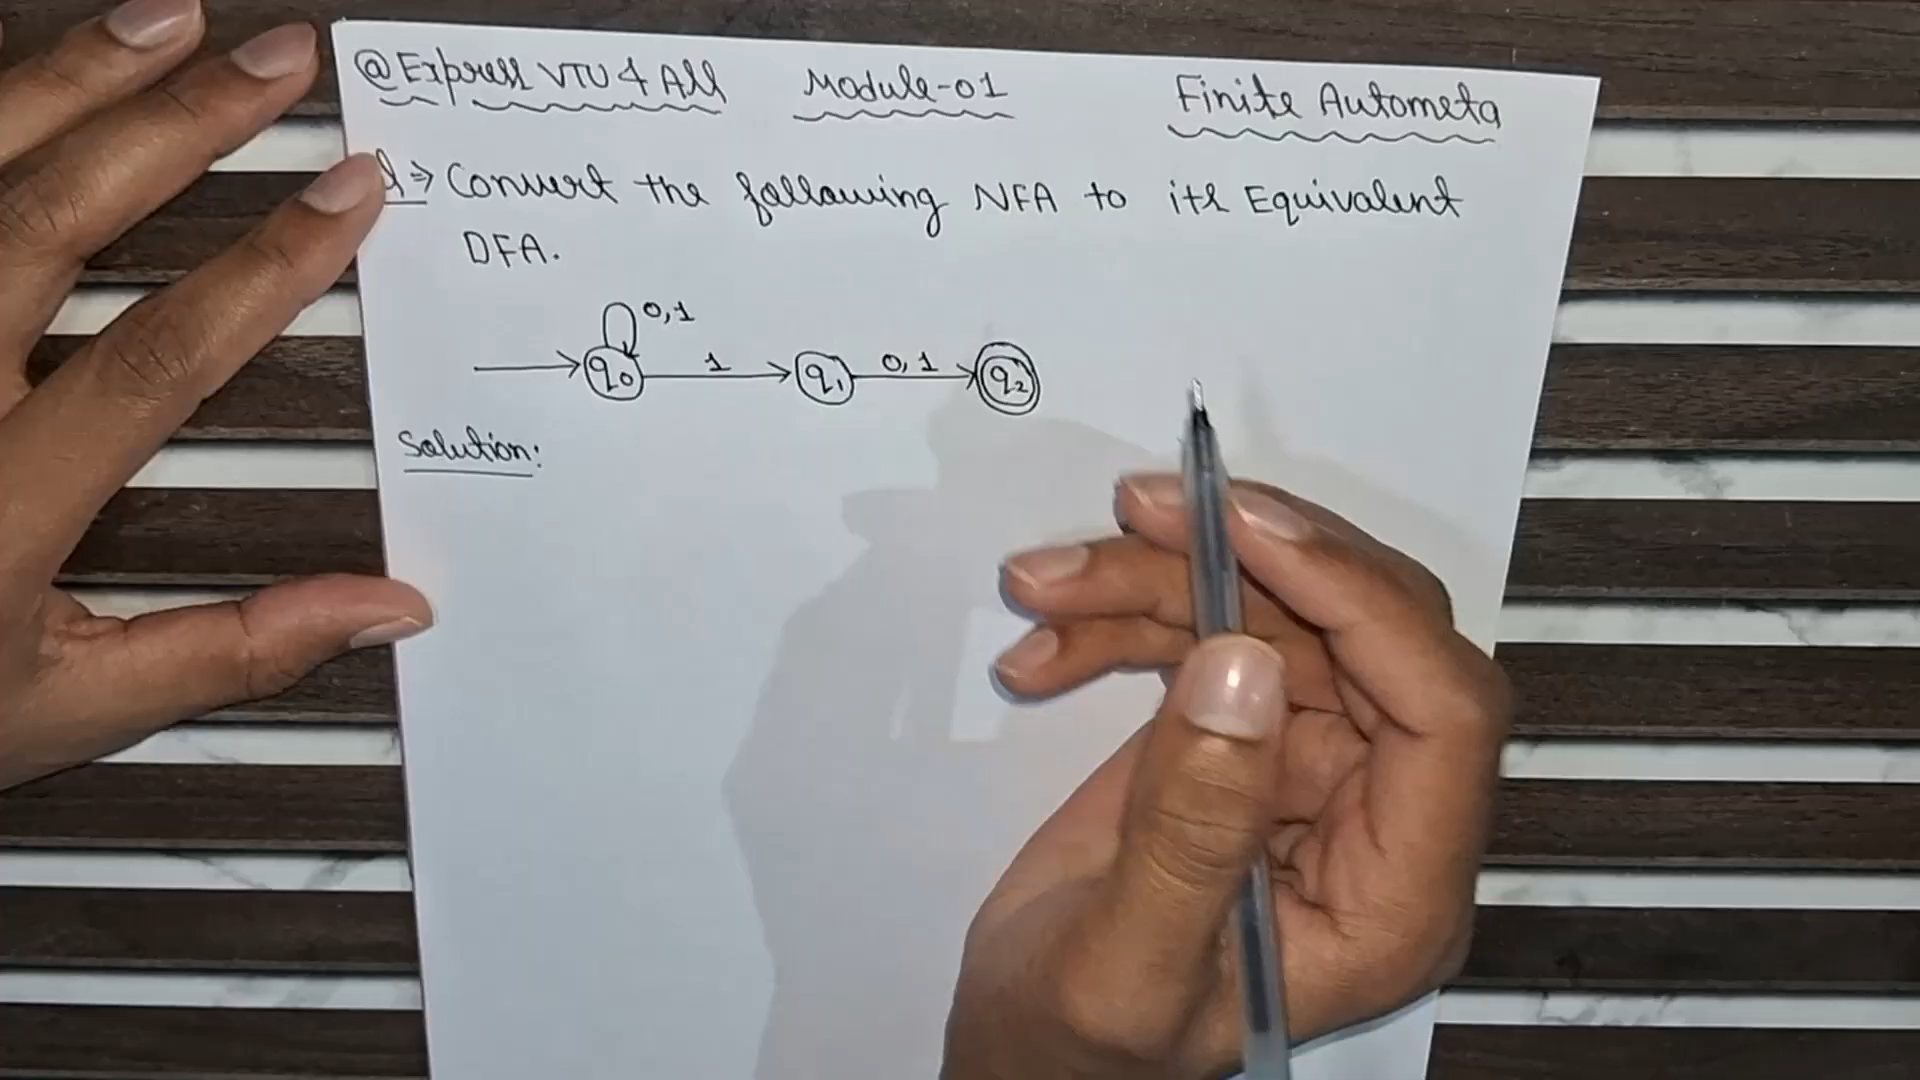 @Express VTU 4 All Module-01 Finite Autometa
Q⇒ Convert the following NFA to its Equivalent
DFA.
0,1
q₀ 1 q₁ 0,1 q₂
Solution: